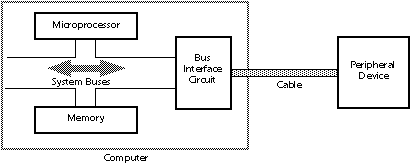 Microprocessor
System Buses
Memory
Bus
Interface
Circuit
Cable
Peripheral
Device
Computer